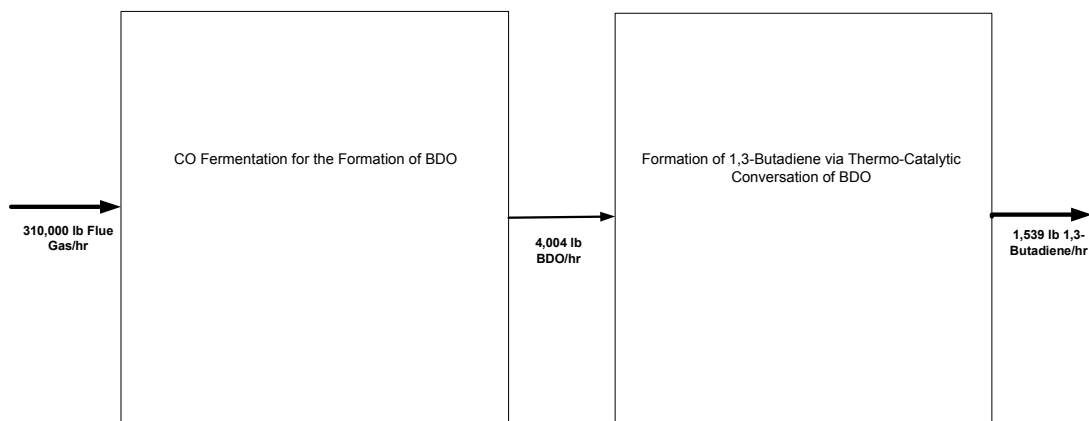 CO Fermentation for the Formation of BDO
Formation of 1,3-Butadiene via Thermo-Catalytic
Conversation of BDO
310,000 lb Flue
Gas/hr
4,004 lb
BDO/hr
1,539 lb 1,3-
Butadiene/hr